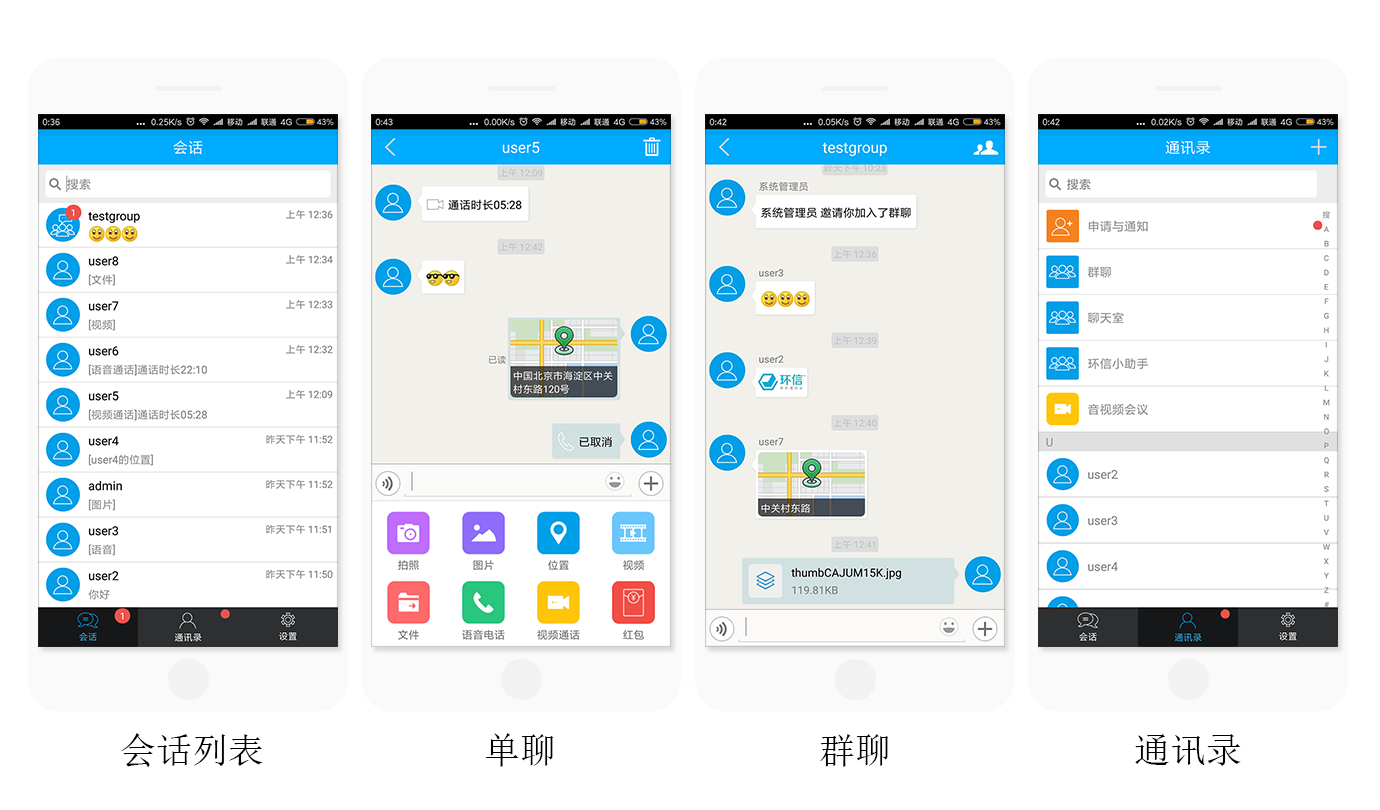 0:36 ... 0.25K/s 移动 联通 4G 43%
会话
搜索
1
testgroup 上午 12:36
user8 上午 12:34
[文件]
user7 上午 12:33
[视频]
user6 上午 12:32
[语音通话]通话时长22:10
user5 上午 12:09
[视频通话]通话时长05:28
user4 昨天下午 11:52
[user4的位置]
admin 昨天下午 11:52
[图片]
user3 昨天下午 11:51
[语音]
user2 昨天下午 11:50
你好
1
会话 通讯录 设置
会话列表
0:43 ... 0.00K/s 移动 联通 4G 43%
user5
上午 12:09
通话时长05:28
上午 12:42
已读
中国北京市海淀区中关
村东路120号
已取消
拍照 图片 位置 视频
文件 语音电话 视频通话 红包
单聊
0:42 ... 0.05K/s 移动 联通 4G 43%
testgroup
昨天下午 10:23
系统管理员
系统管理员 邀请你加入了群聊
上午 12:36
user3
上午 12:39
user2
环信
上午 12:40
user7
中关村东路
上午 12:41
thumbCAJUM15K.jpg
119.81KB
群聊
0:42 ... 0.02K/s 移动 联通 4G 43%
通讯录
搜索
申请与通知
群聊
聊天室
环信小助手
音视频会议
U
user2
user3
user4
搜
A
B
C
D
E
F
G
H
I
J
K
L
M
N
O
P
Q
R
S
T
U
V
W
X
Y
Z
#
会话 通讯录 设置
通讯录